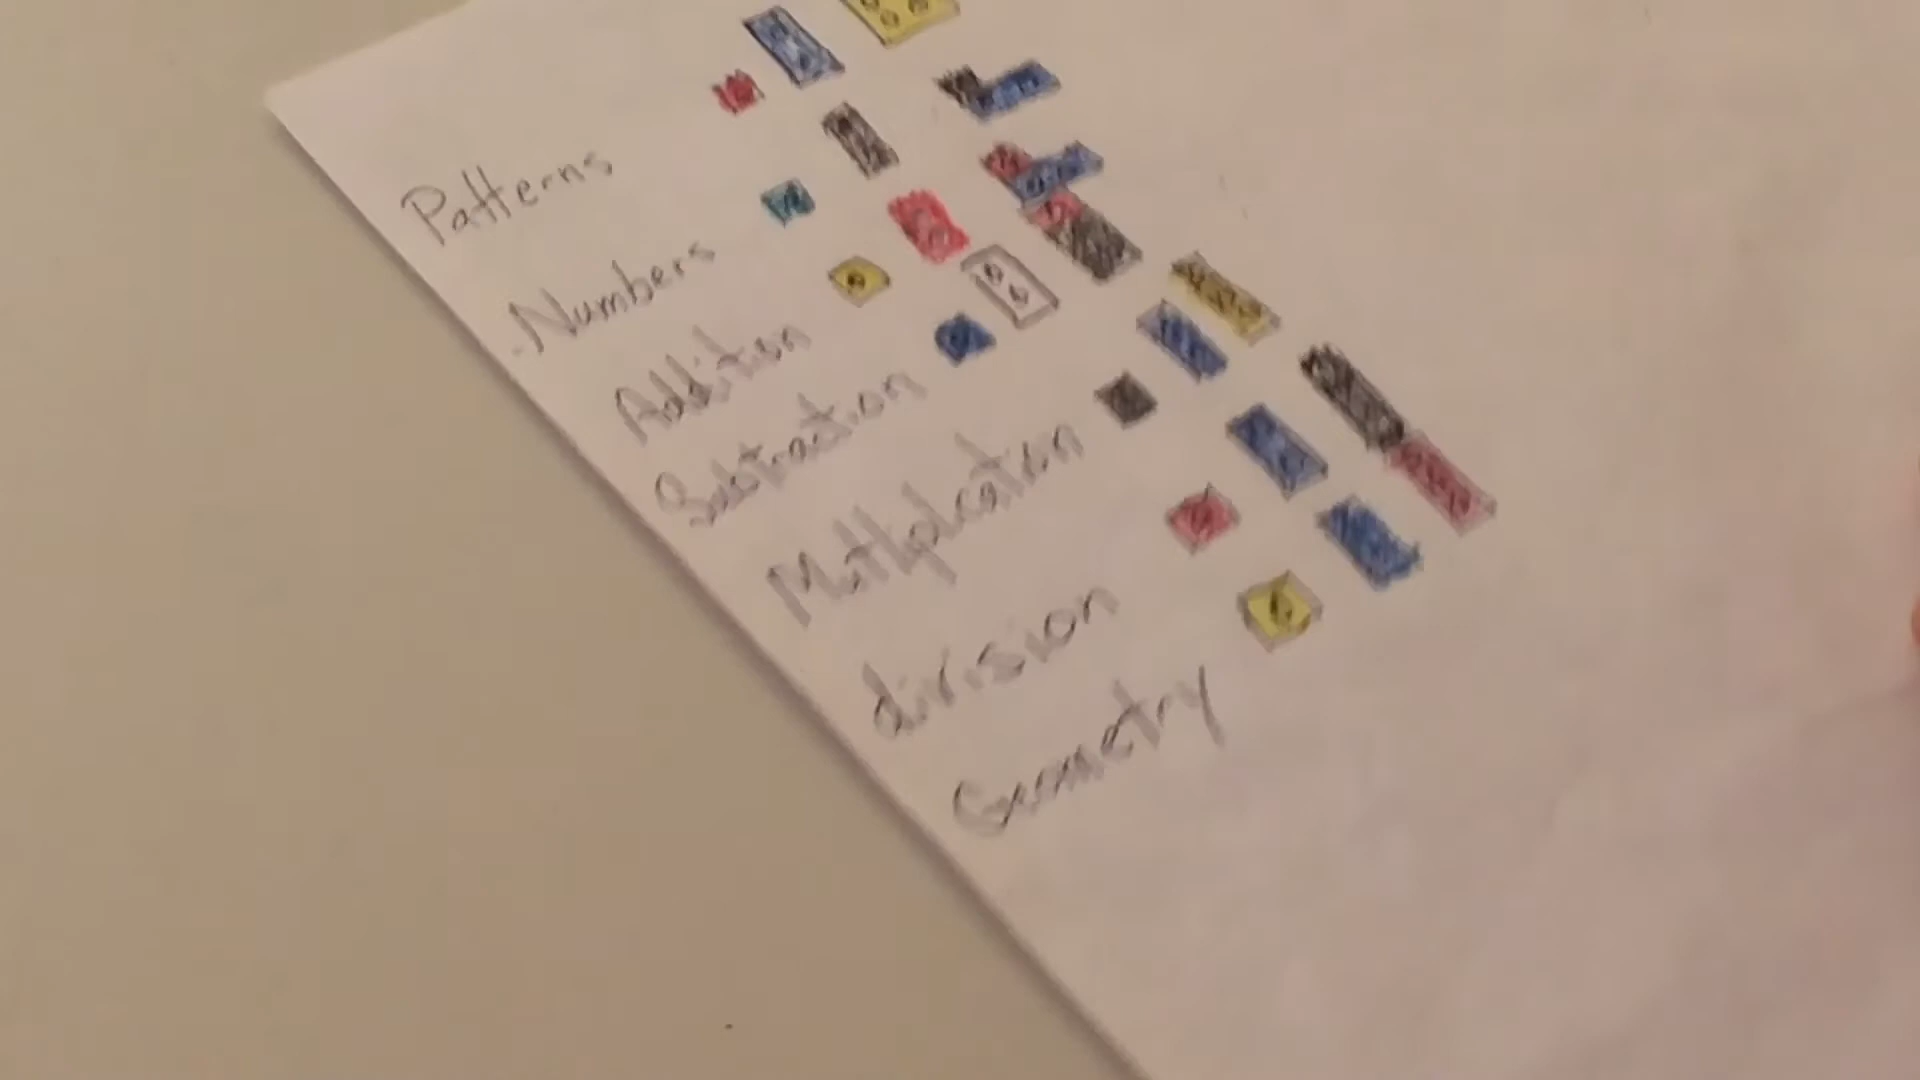 Patterns
Numbers
Addition
Subtraction
Multiplication
division
Geometry